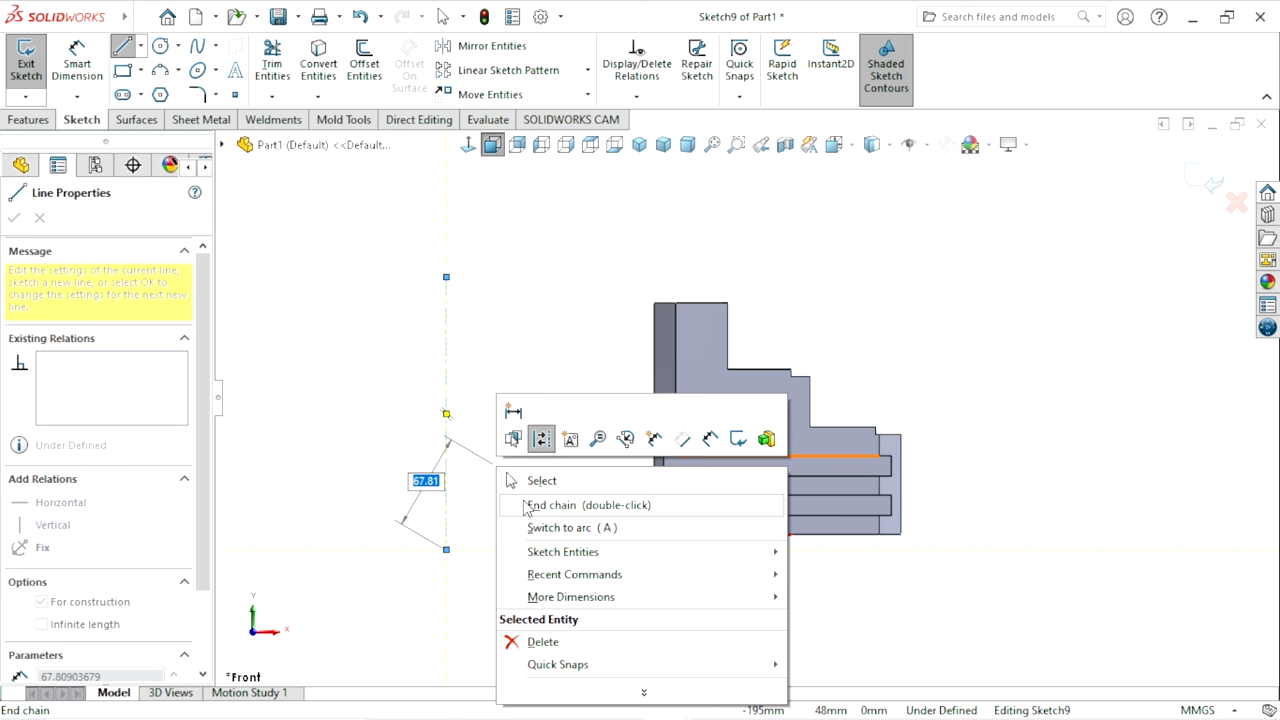 SOLIDWORKS
Sketch9 of Part1 *
Search files and models
Exit Sketch
Smart Dimension
Trim Entities
Convert Entities
Offset Entities
Offset On Surface
Mirror Entities
Linear Sketch Pattern
Move Entities
Display/Delete Relations
Repair Sketch
Quick Snaps
Rapid Sketch
Instant2D
Shaded Sketch Contours
Features
Sketch
Surfaces
Sheet Metal
Weldments
Mold Tools
Direct Editing
Evaluate
SOLIDWORKS CAM
Part1 (Default) <<Default...
Line Properties
Message
Edit the settings of the current line,
sketch a new line, or select OK to
change the settings for the next new
line.
Existing Relations
Under Defined
Add Relations
Horizontal
Vertical
Fix
Options
For construction
Infinite length
Parameters
67.80903679
67.81
Select
End chain (double-click)
Switch to arc ( A )
Sketch Entities
Recent Commands
More Dimensions
Selected Entity
Delete
Quick Snaps
Y
X
*Front
Model
3D Views
Motion Study 1
End chain
-195mm
48mm
0mm
Under Defined
Editing Sketch9
MMGS